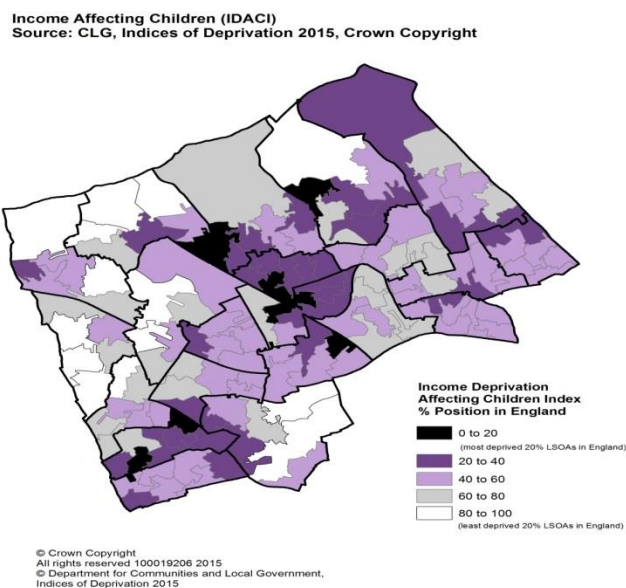 Income Affecting Children (IDACI)
Source: CLG, Indices of Deprivation 2015, Crown Copyright
Income Deprivation
Affecting Children Index
% Position in England
0 to 20
(most deprived 20% LSOAs in England)
20 to 40
40 to 60
60 to 80
80 to 100
(least deprived 20% LSOAs in England)
© Crown Copyright
All rights reserved 100019206 2015
© Department for Communities and Local Government,
Indices of Deprivation 2015